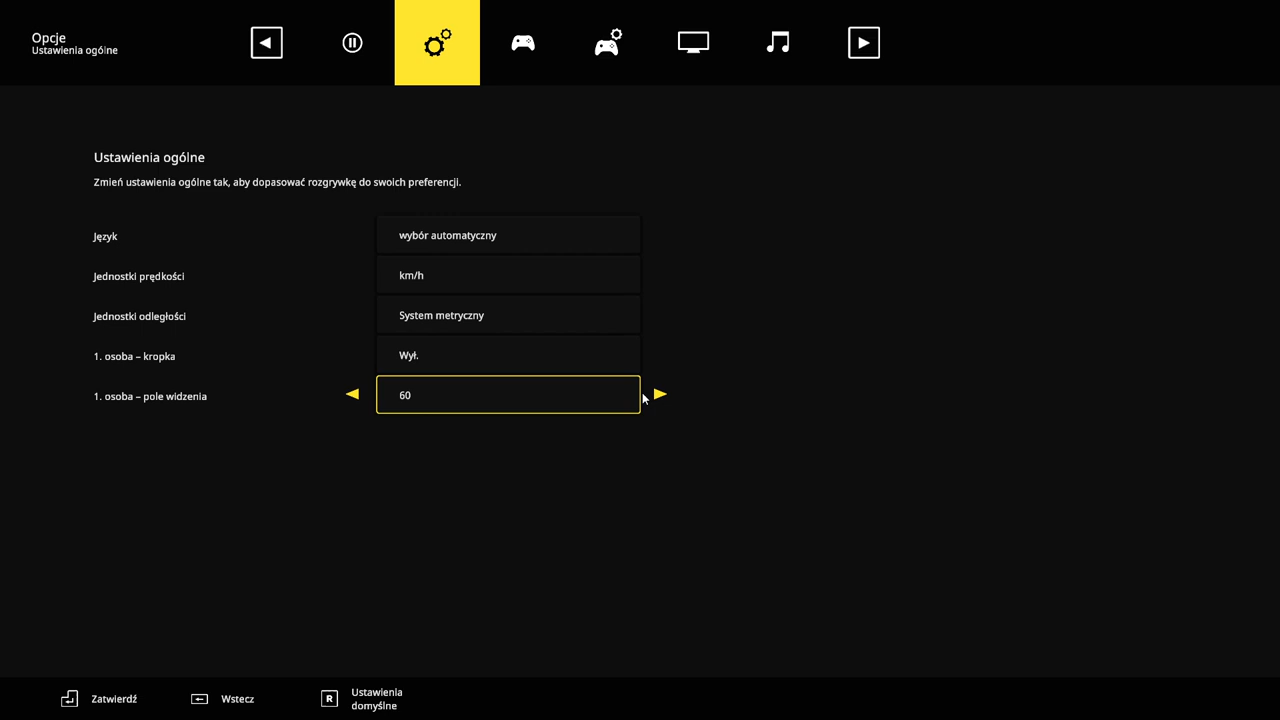 Opcje
Ustawienia ogólne
Ustawienia ogólne
Zmień ustawienia ogólne tak, aby dopasować rozgrywkę do swoich preferencji.
Język
wybór automatyczny
Jednostki prędkości
km/h
Jednostki odległości
System metryczny
1. osoba – kropka
Wył.
1. osoba – pole widzenia
60
Zatwierdź
Wstecz
R
Ustawienia
domyślne